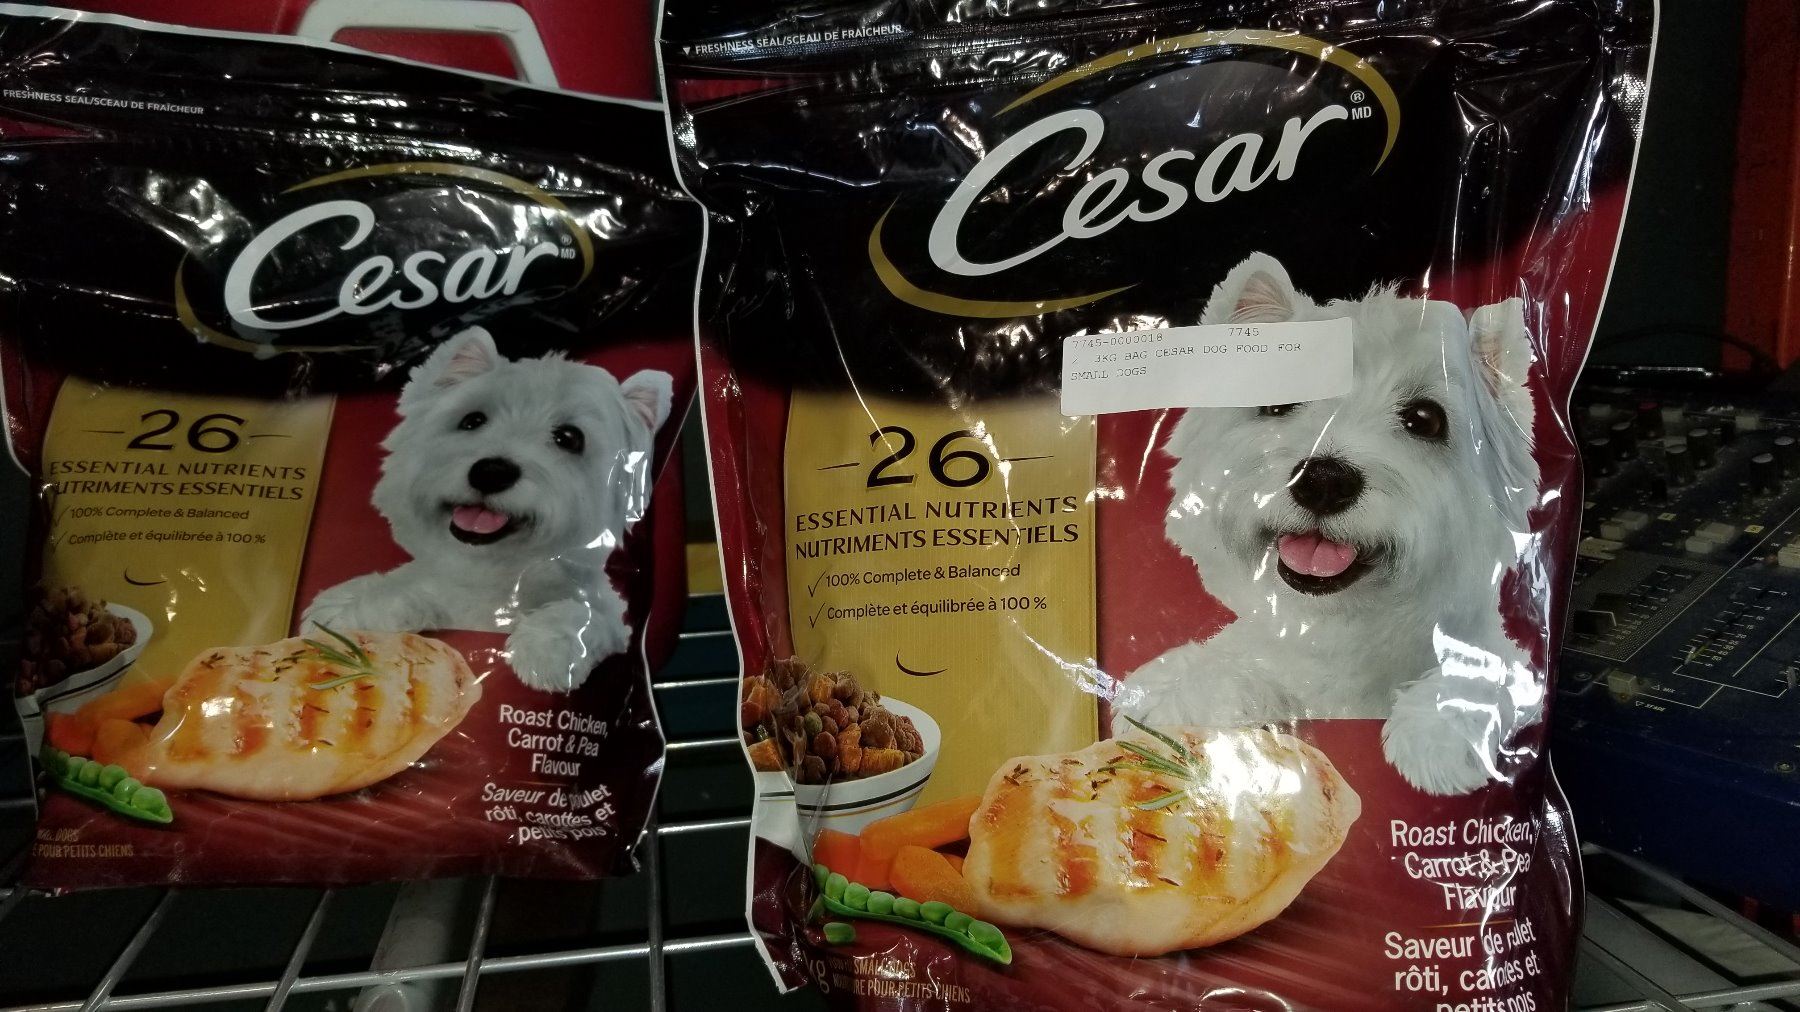 FRESHNESS SEAL/SCEAU DE FRAÎCHEUR
Cesar
® MD
26
ESSENTIAL NUTRIENTS
NUTRIMENTS ESSENTIELS
100% Complete & Balanced
Complète et équilibrée à 100 %
Roast Chicken,
Carrot & Pea
Flavour
Saveur de poulet
rôti, carottes et
petits pois
DOGS
POUR PETITS CHIENS
▼ FRESHNESS SEAL/SCEAU DE FRAÎCHEUR
Cesar
® MD
7745-0000018 7745
/ 3KG BAG CESAR DOG FOOD FOR
SMALL DOGS
26
ESSENTIAL NUTRIENTS
NUTRIMENTS ESSENTIELS
100% Complete & Balanced
Complète et équilibrée à 100 %
Roast Chicken,
Carrot & Pea
Flavour
Saveur de
rôti, carottes et
petits pois
kg
SMALL DOGS
POUR PETITS CHIENS